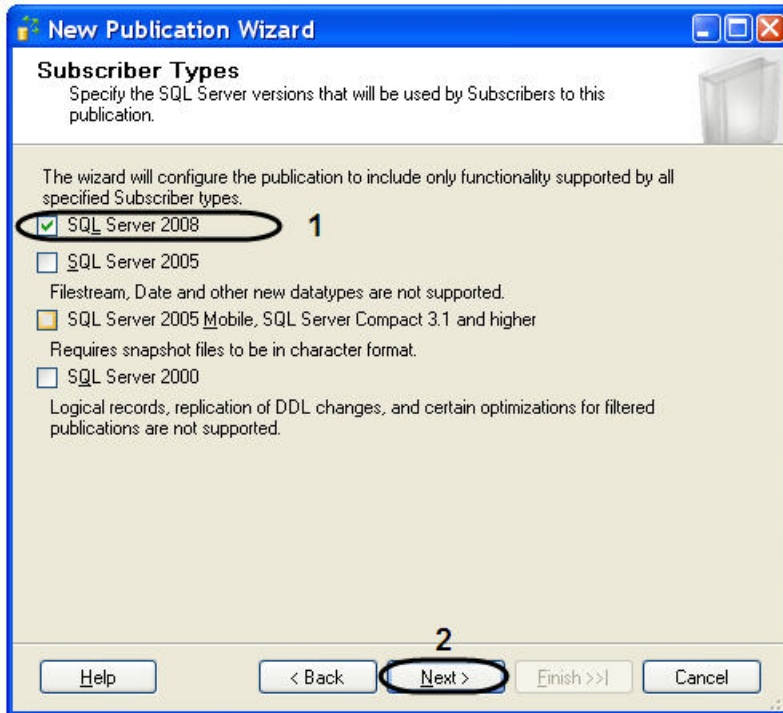 New Publication Wizard
Subscriber Types
Specify the SQL Server versions that will be used by Subscribers to this
publication.
The wizard will configure the publication to include only functionality supported by all
specified Subscriber types.
SQL Server 2008 1
SQL Server 2005
Filestream, Date and other new datatypes are not supported.
SQL Server 2005 Mobile, SQL Server Compact 3.1 and higher
Requires snapshot files to be in character format.
SQL Server 2000
Logical records, replication of DDL changes, and certain optimizations for filtered
publications are not supported.
2
Help < Back Next > Finish >>| Cancel